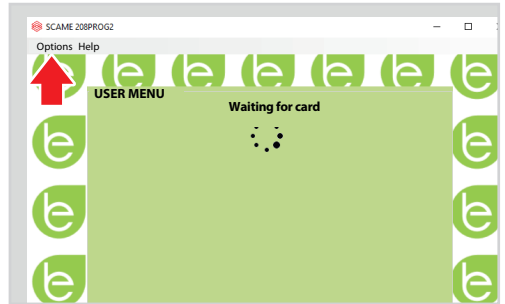 SCAME 208PROG2
Options Help
USER MENU
Waiting for card